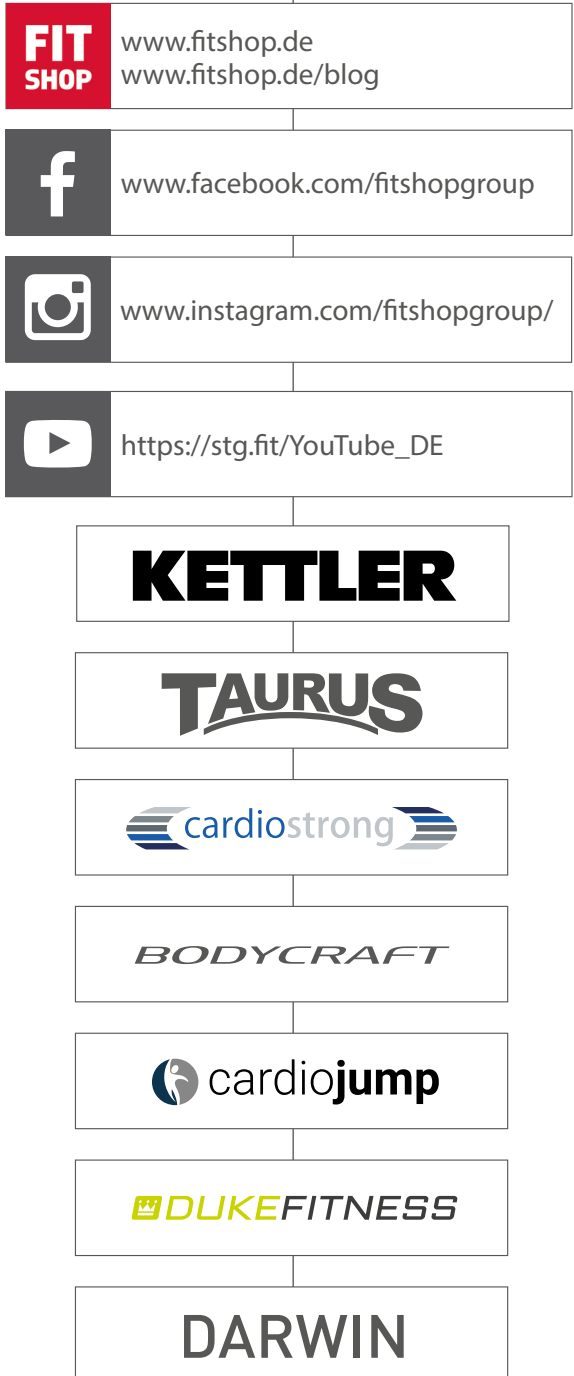 FIT
SHOP
www.fitshop.de
www.fitshop.de/blog
f
www.facebook.com/fitshopgroup
www.instagram.com/fitshopgroup/
https://stg.fit/YouTube_DE
KETTLER
TAURUS
cardiostrong
BODYCRAFT
cardiojump
DUKEFITNESS
DARWIN